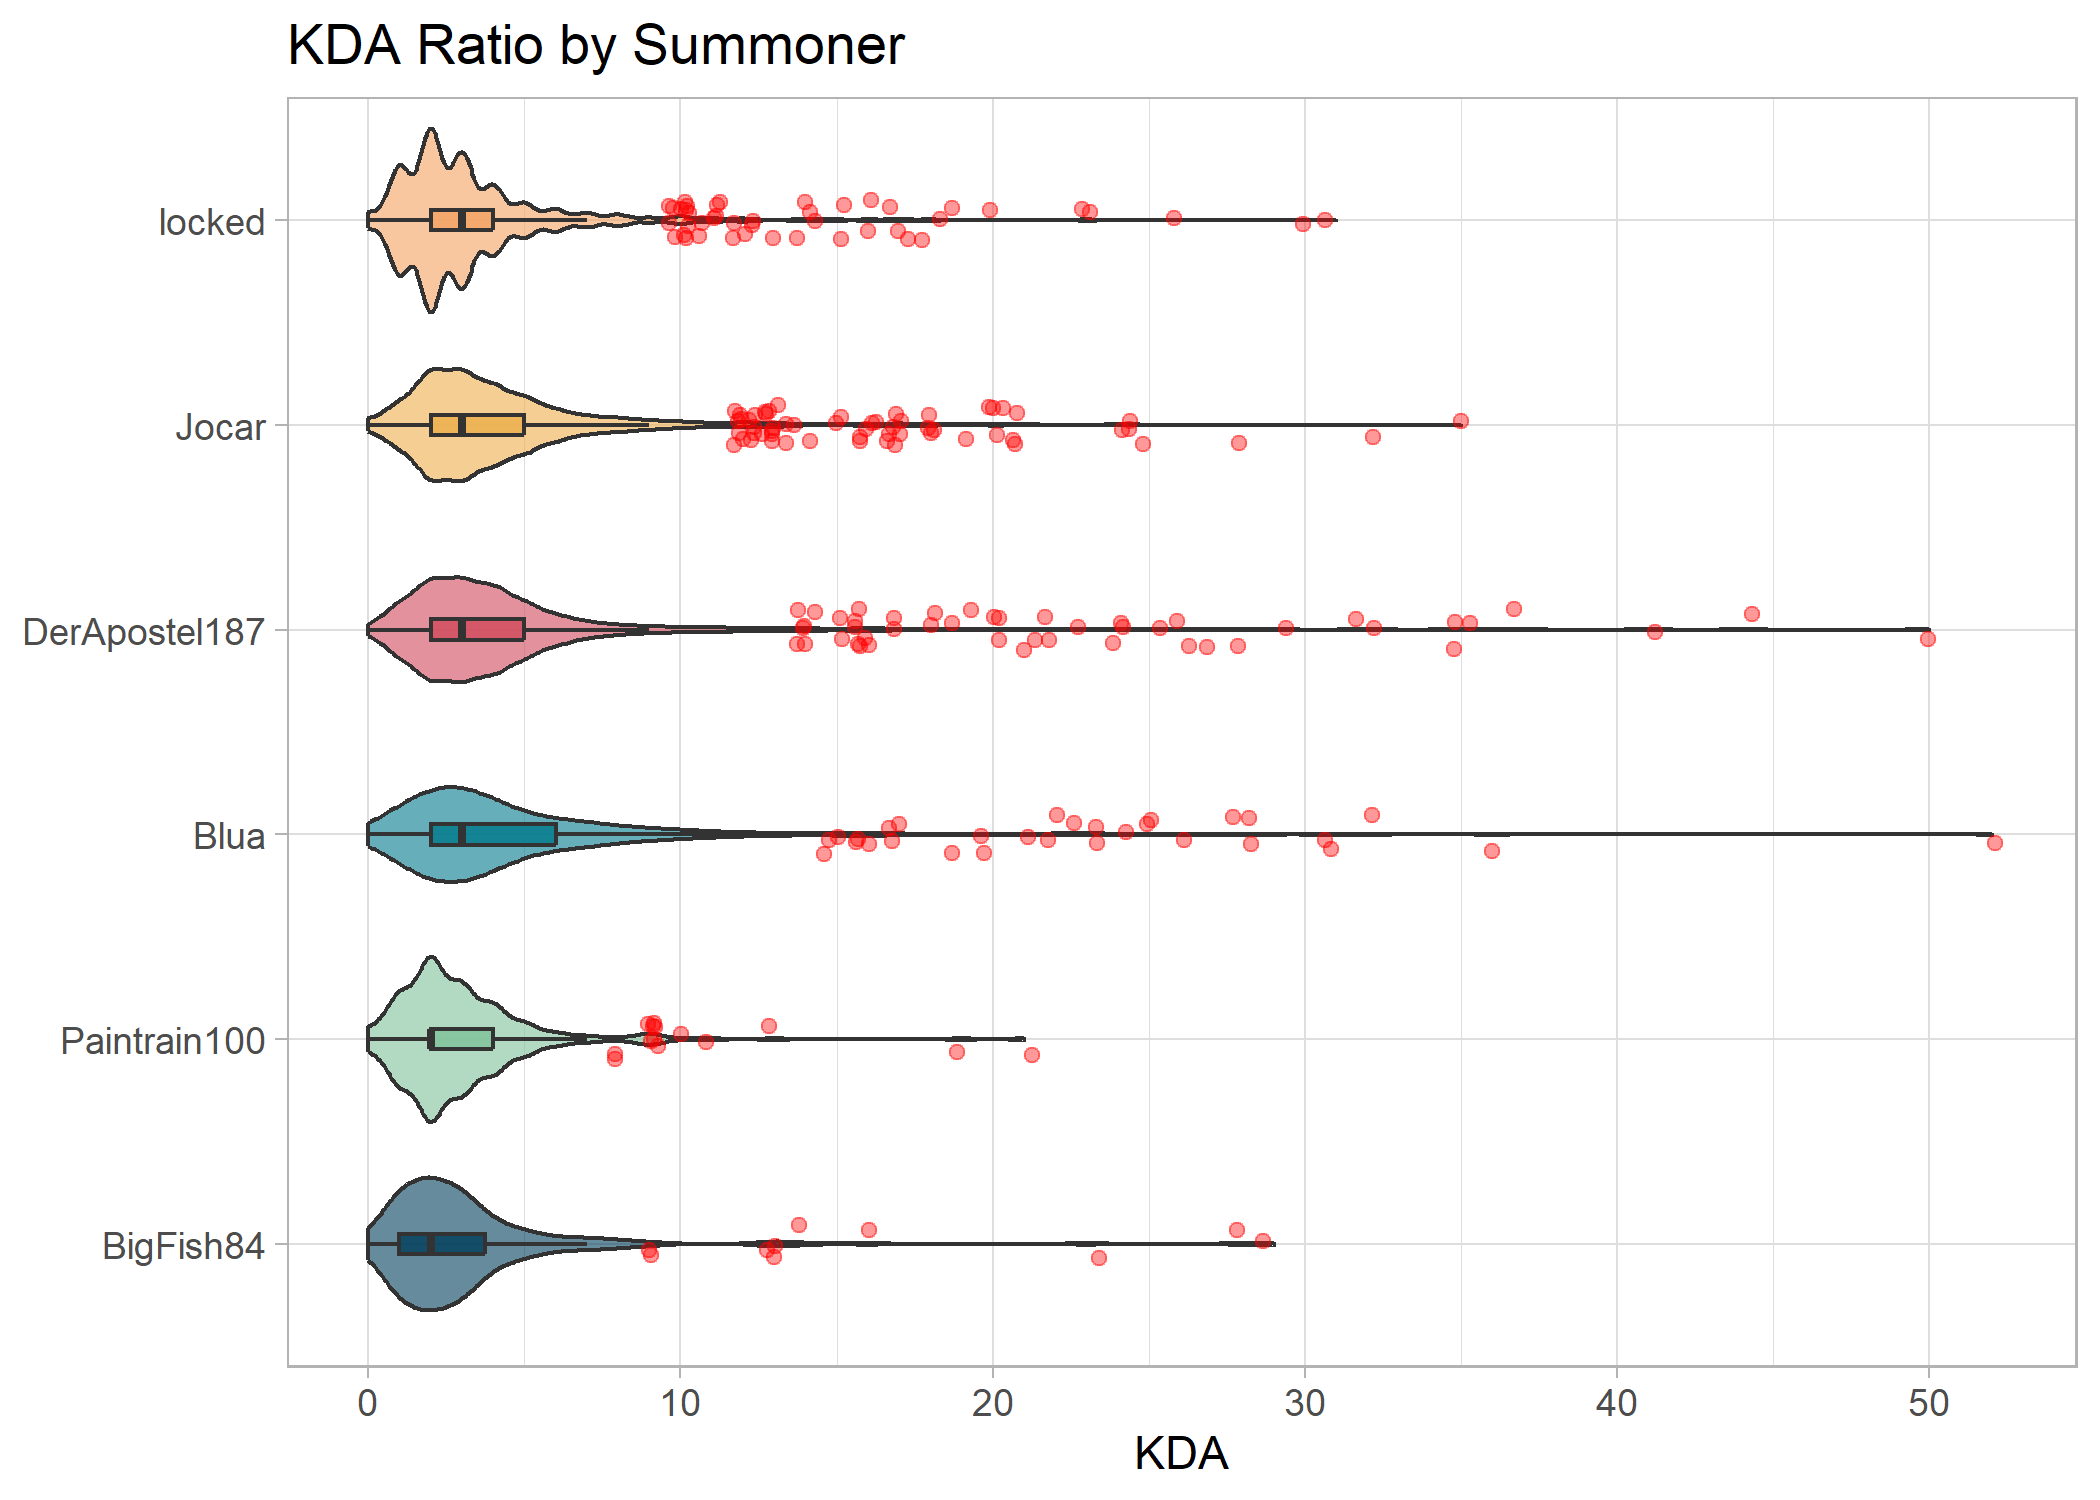 KDA Ratio by Summoner
locked
Jocar
DerApostel187
Blua
Paintrain100
BigFish84
0 10 20 30 40 50
KDA